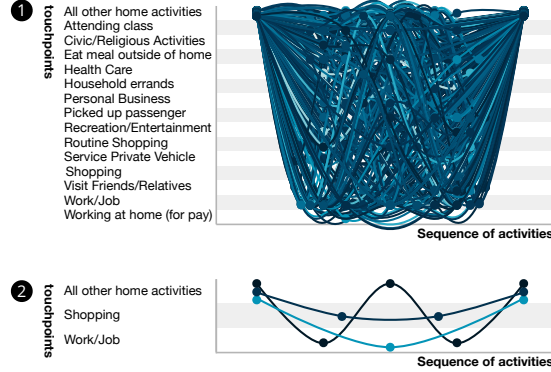 1
touchpoints
All other home activities
Attending class
Civic/Religious Activities
Eat meal outside of home
Health Care
Household errands
Personal Business
Picked up passenger
Recreation/Entertainment
Routine Shopping
Service Private Vehicle
Shopping
Visit Friends/Relatives
Work/Job
Working at home (for pay)
Sequence of activities
2
touchpoints
All other home activities
Shopping
Work/Job
Sequence of activities